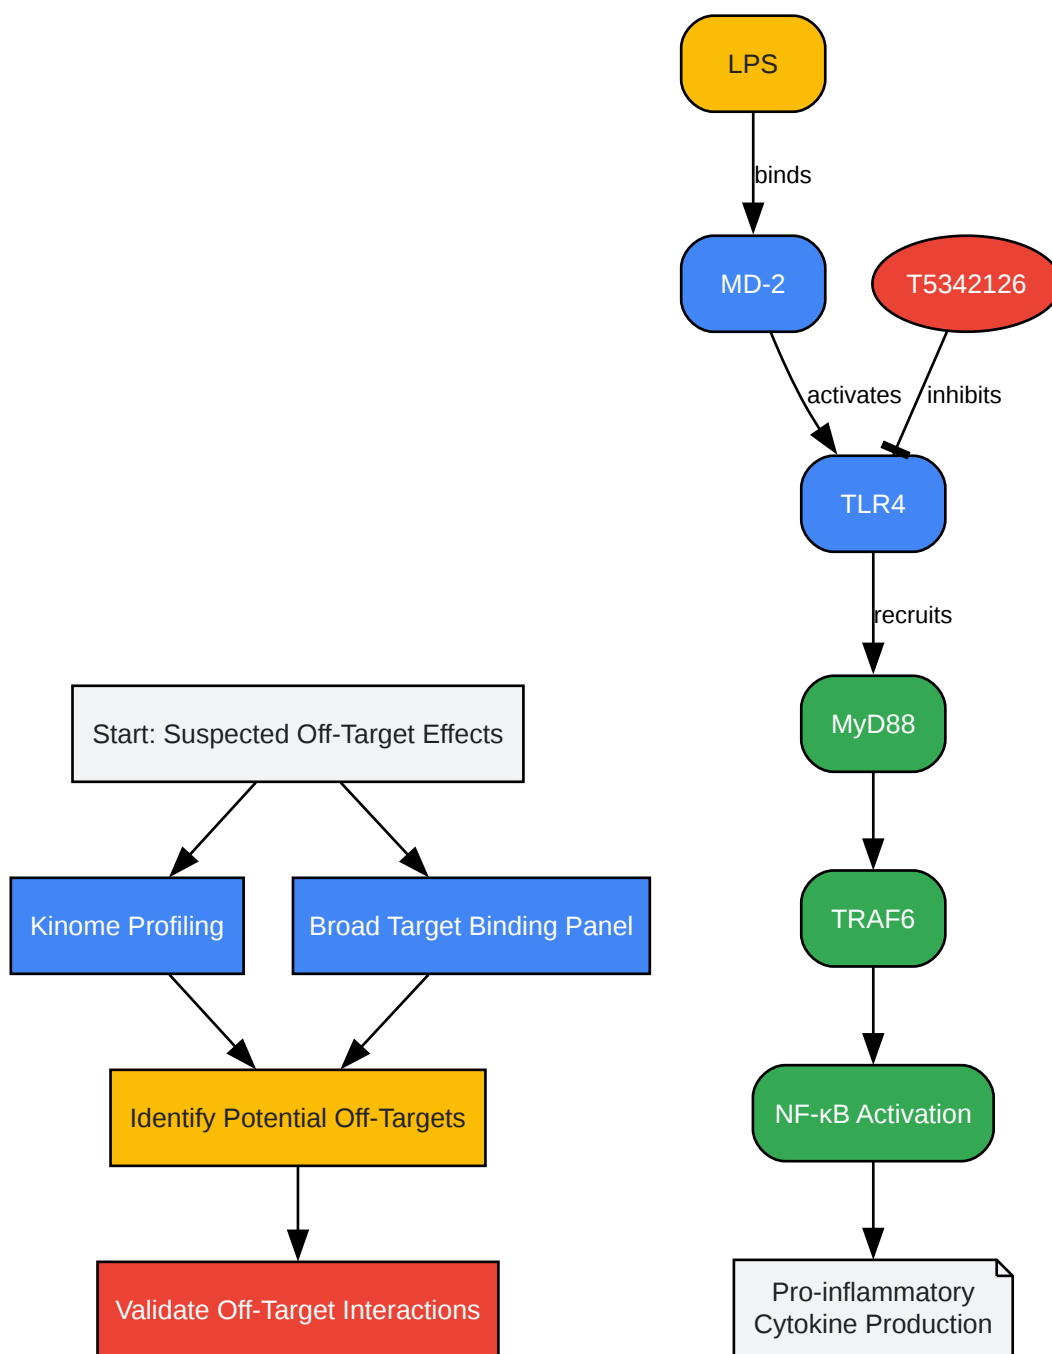 LPS
binds
MD-2
T5342126
activates
inhibits
TLR4
recruits
MyD88
TRAF6
NF-κB Activation
Pro-inflammatory
Cytokine Production
Start: Suspected Off-Target Effects
Kinome Profiling
Broad Target Binding Panel
Identify Potential Off-Targets
Validate Off-Target Interactions